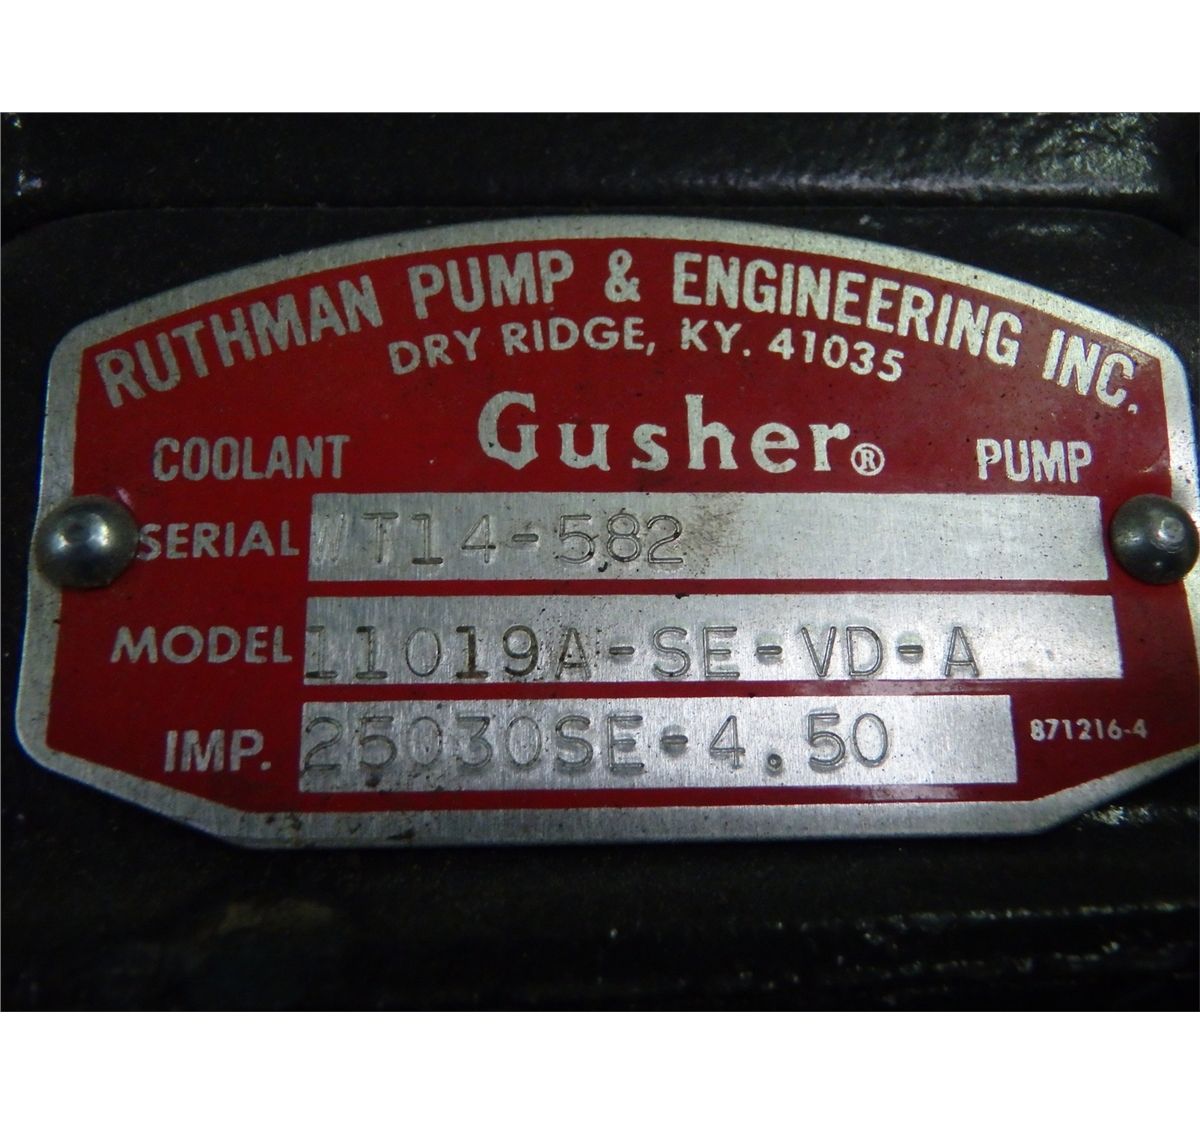 RUTHMAN PUMP & ENGINEERING INC.
DRY RIDGE, KY. 41035
COOLANT Gusher® PUMP
SERIAL WT14-582
MODEL 11019A-SE-VD-A
IMP. 25030SE-4.50
871216-4